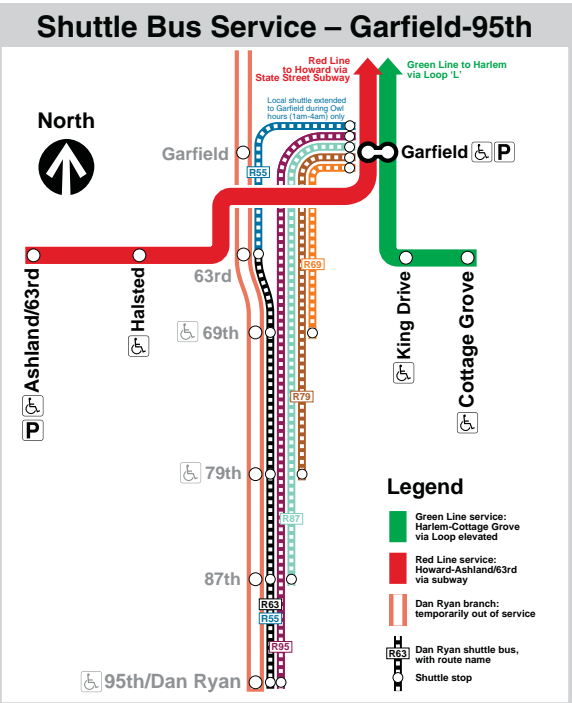 Shuttle Bus Service – Garfield-95th
Red Line
to Howard via
State Street Subway
Green Line to Harlem
via Loop ‘L’
Local shuttle extended
to Garfield during Owl
hours (1am-4am) only
North
Garfield
Garfield
P
R55
63rd
R69
Ashland/63rd
P
Halsted
King Drive
Cottage Grove
69th
79th
R79
R87
87th
R63
R55
R95
95th/Dan Ryan
Legend
Green Line service:
Harlem-Cottage Grove
via Loop elevated
Red Line service:
Howard-Ashland/63rd
via subway
Dan Ryan branch:
temporarily out of service
R63
Dan Ryan shuttle bus,
with route name
Shuttle stop